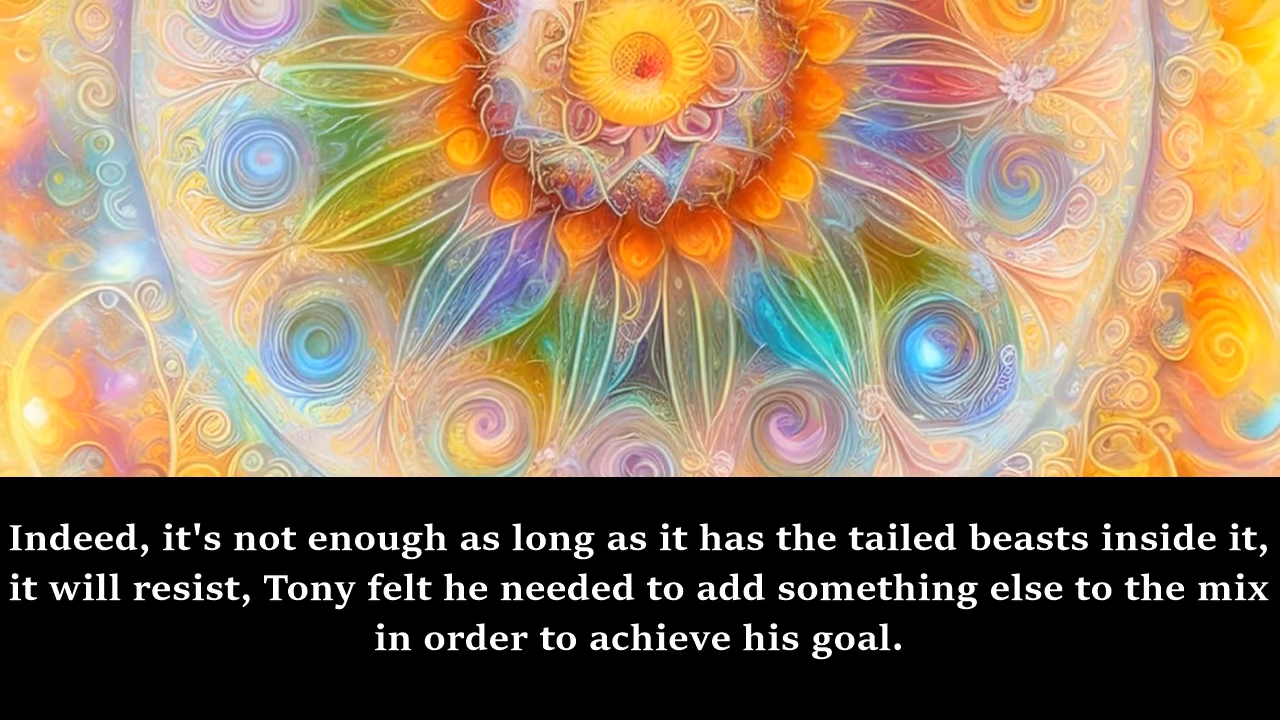 Indeed, it's not enough as long as it has the tailed beasts inside it,
it will resist, Tony felt he needed to add something else to the mix
in order to achieve his goal.